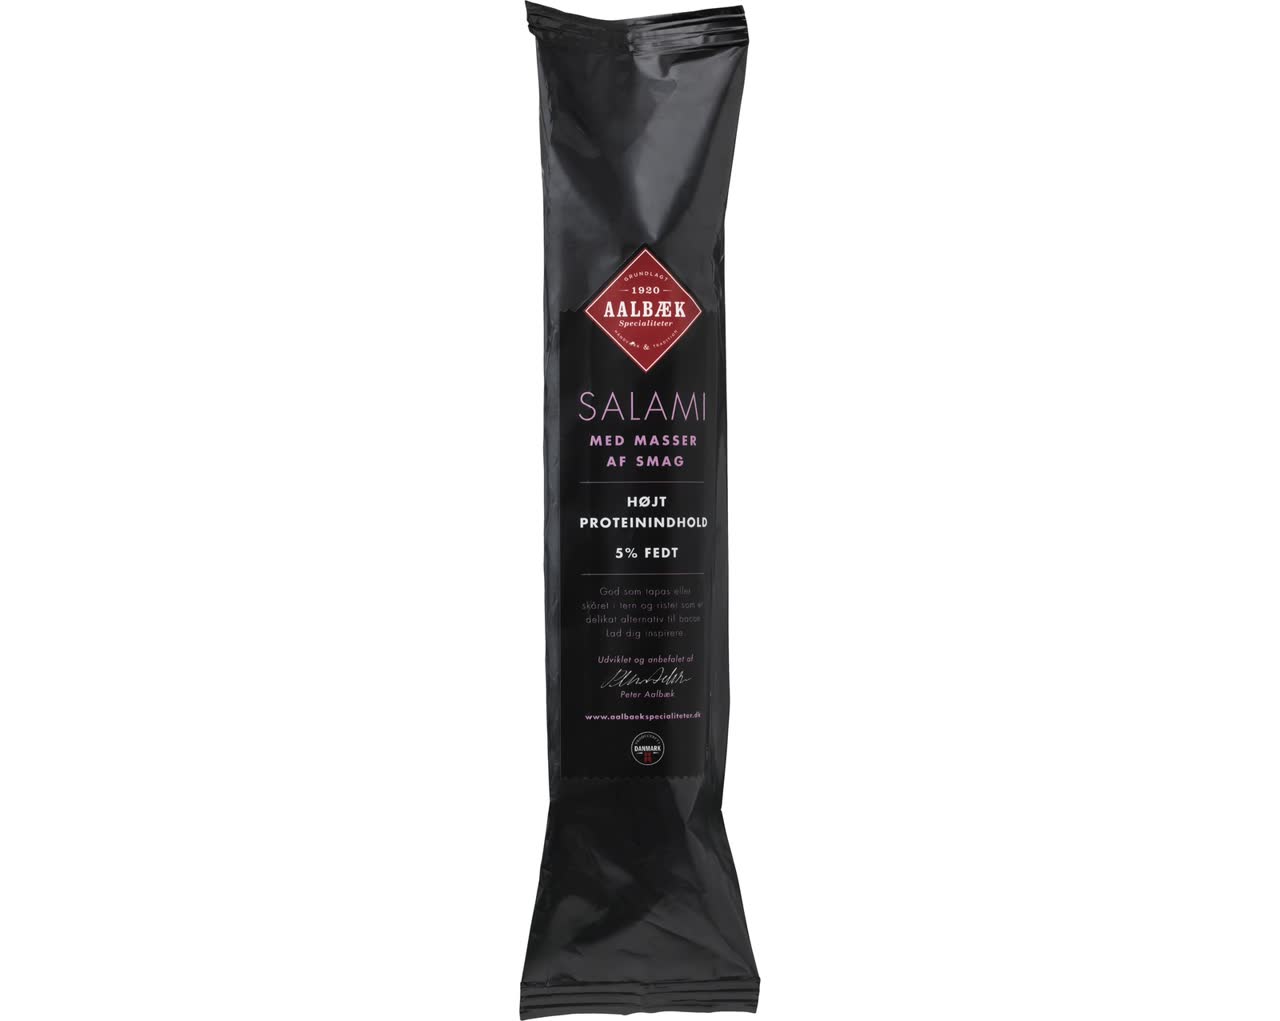 GRUNDLAGT
1920
AALBÆK
Specialiteter
HÅNDVÆRK & TRADITION
SALAMI
MED MASSER
AF SMAG
HØJT
PROTEININDHOLD
5% FEDT
God som tapas eller
skåret i tern og ristet som et
delikat alternativ til bacon.
Lad dig inspirere.
Udviklet og anbefalet af
Peter Aalbæk
www.aalbaekspecialiteter.dk
DANMARK